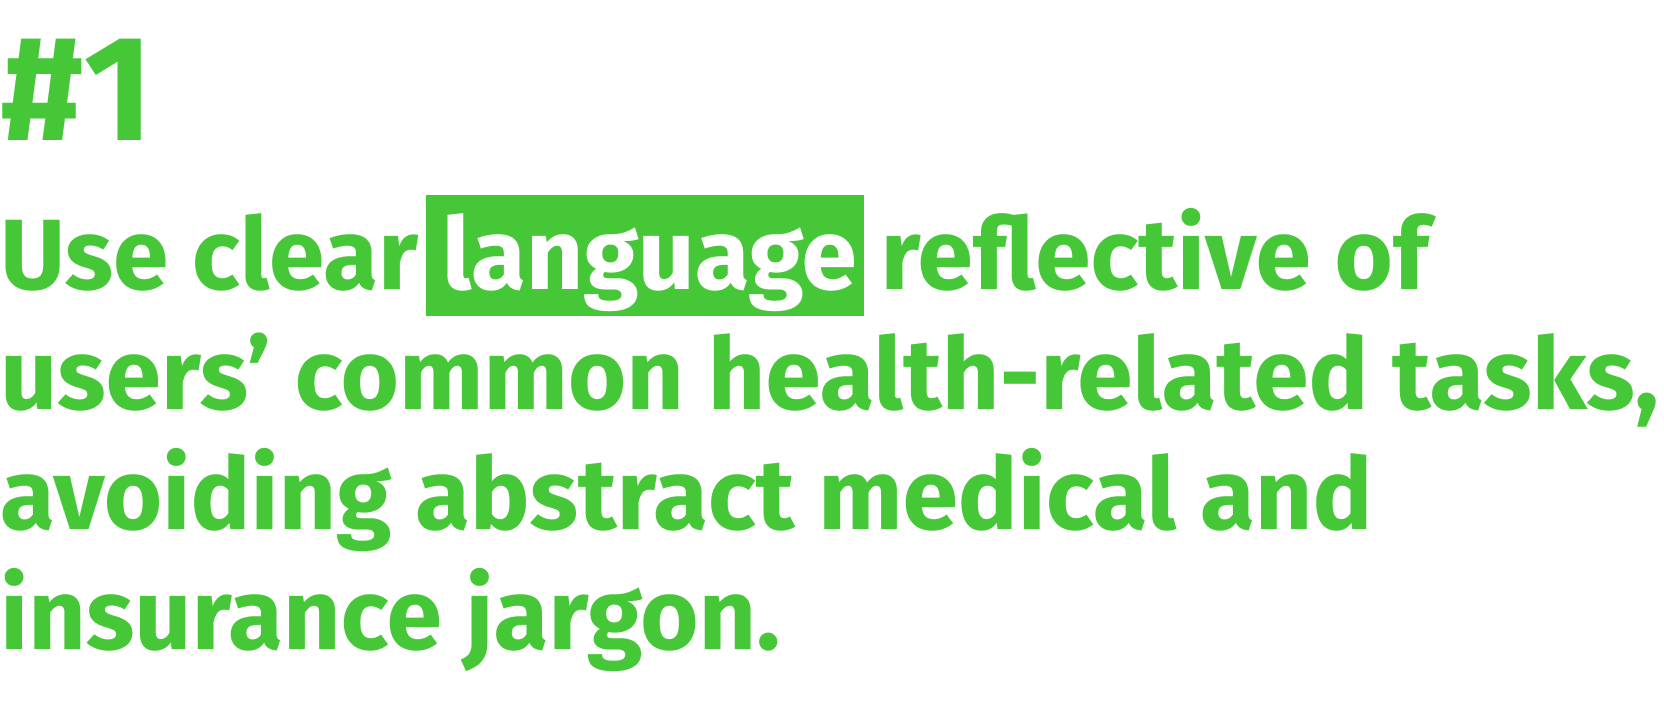 #1
Use clear language reflective of
users’ common health-related tasks,
avoiding abstract medical and
insurance jargon.